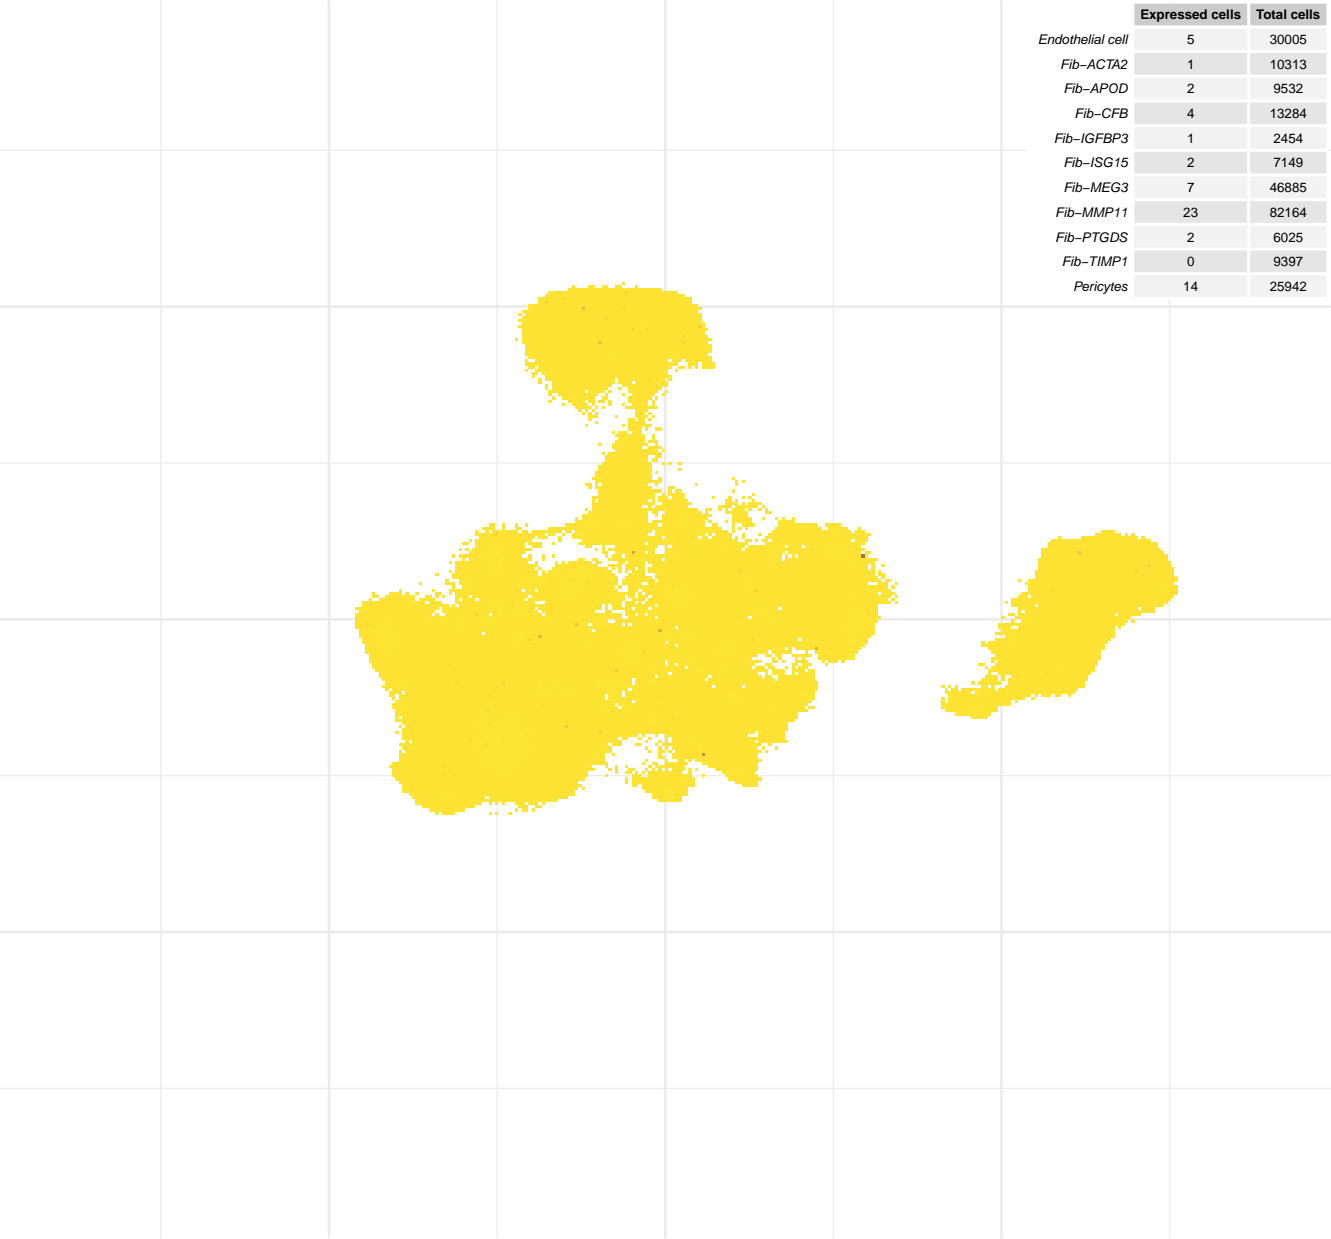 Expressed cells Total cells
Endothelial cell 5 30005
Fib−ACTA2 1 10313
Fib−APOD 2 9532
Fib−CFB 4 13284
Fib−IGFBP3 1 2454
Fib−ISG15 2 7149
Fib−MEG3 7 46885
Fib−MMP11 23 82164
Fib−PTGDS 2 6025
Fib−TIMP1 0 9397
Pericytes 14 25942